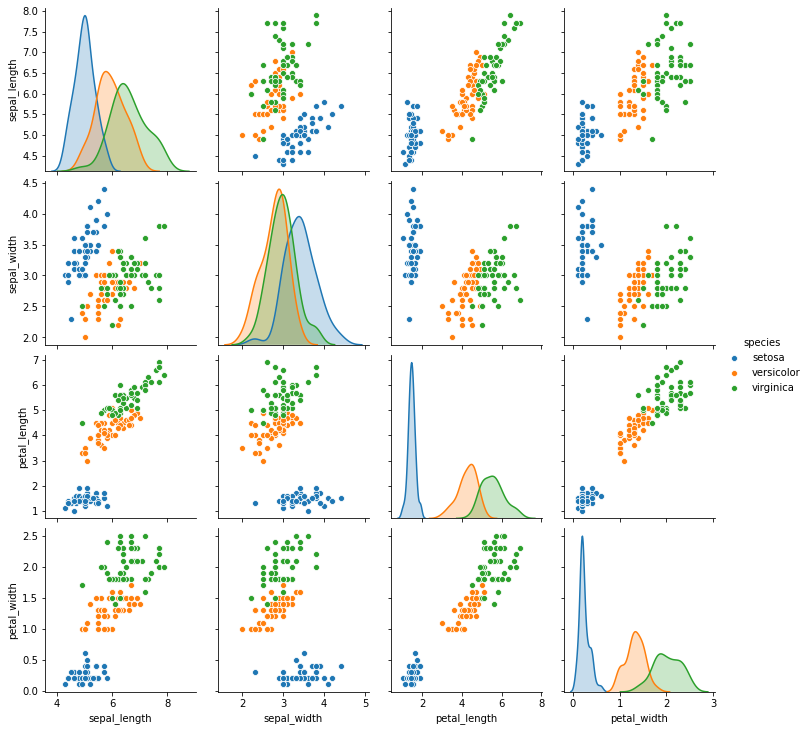 8.0
7.5
7.0
6.5
6.0
5.5
5.0
4.5
sepal_length
4.5
4.0
3.5
3.0
2.5
2.0
sepal_width
species
setosa
versicolor
virginica
7
6
5
4
3
2
1
petal_length
2.5
2.0
1.5
1.0
0.5
0.0
petal_width
4 6 8 2 3 4 5 2 4 6 8 0 1 2 3
sepal_length sepal_width petal_length petal_width